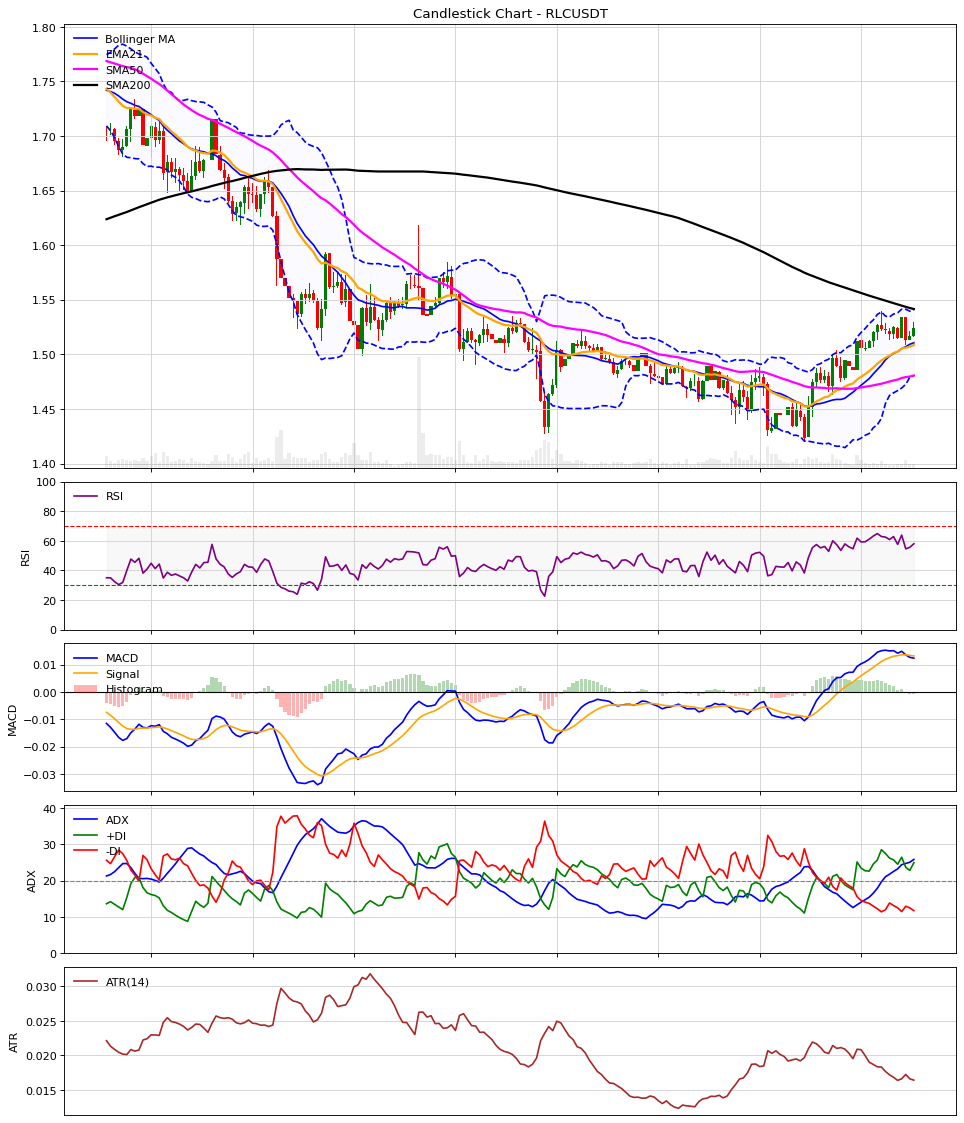 Candlestick Chart - RLCUSDT
1.80
1.75
1.70
1.65
1.60
1.55
1.50
1.45
1.40
Bollinger MA
EMA21
SMA50
SMA200
100
80
60
40
20
0
RSI
RSI
0.01
0.00
−0.01
−0.02
−0.03
MACD
MACD
Signal
Histogram
40
30
20
10
0
ADX
ADX
+DI
-DI
0.030
0.025
0.020
0.015
ATR
ATR(14)